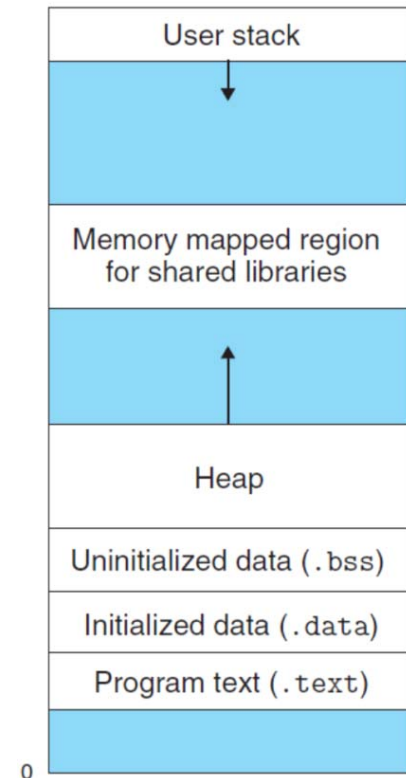 User stack
Memory mapped region
for shared libraries
Heap
Uninitialized data (.bss)
Initialized data (.data)
Program text (.text)
0